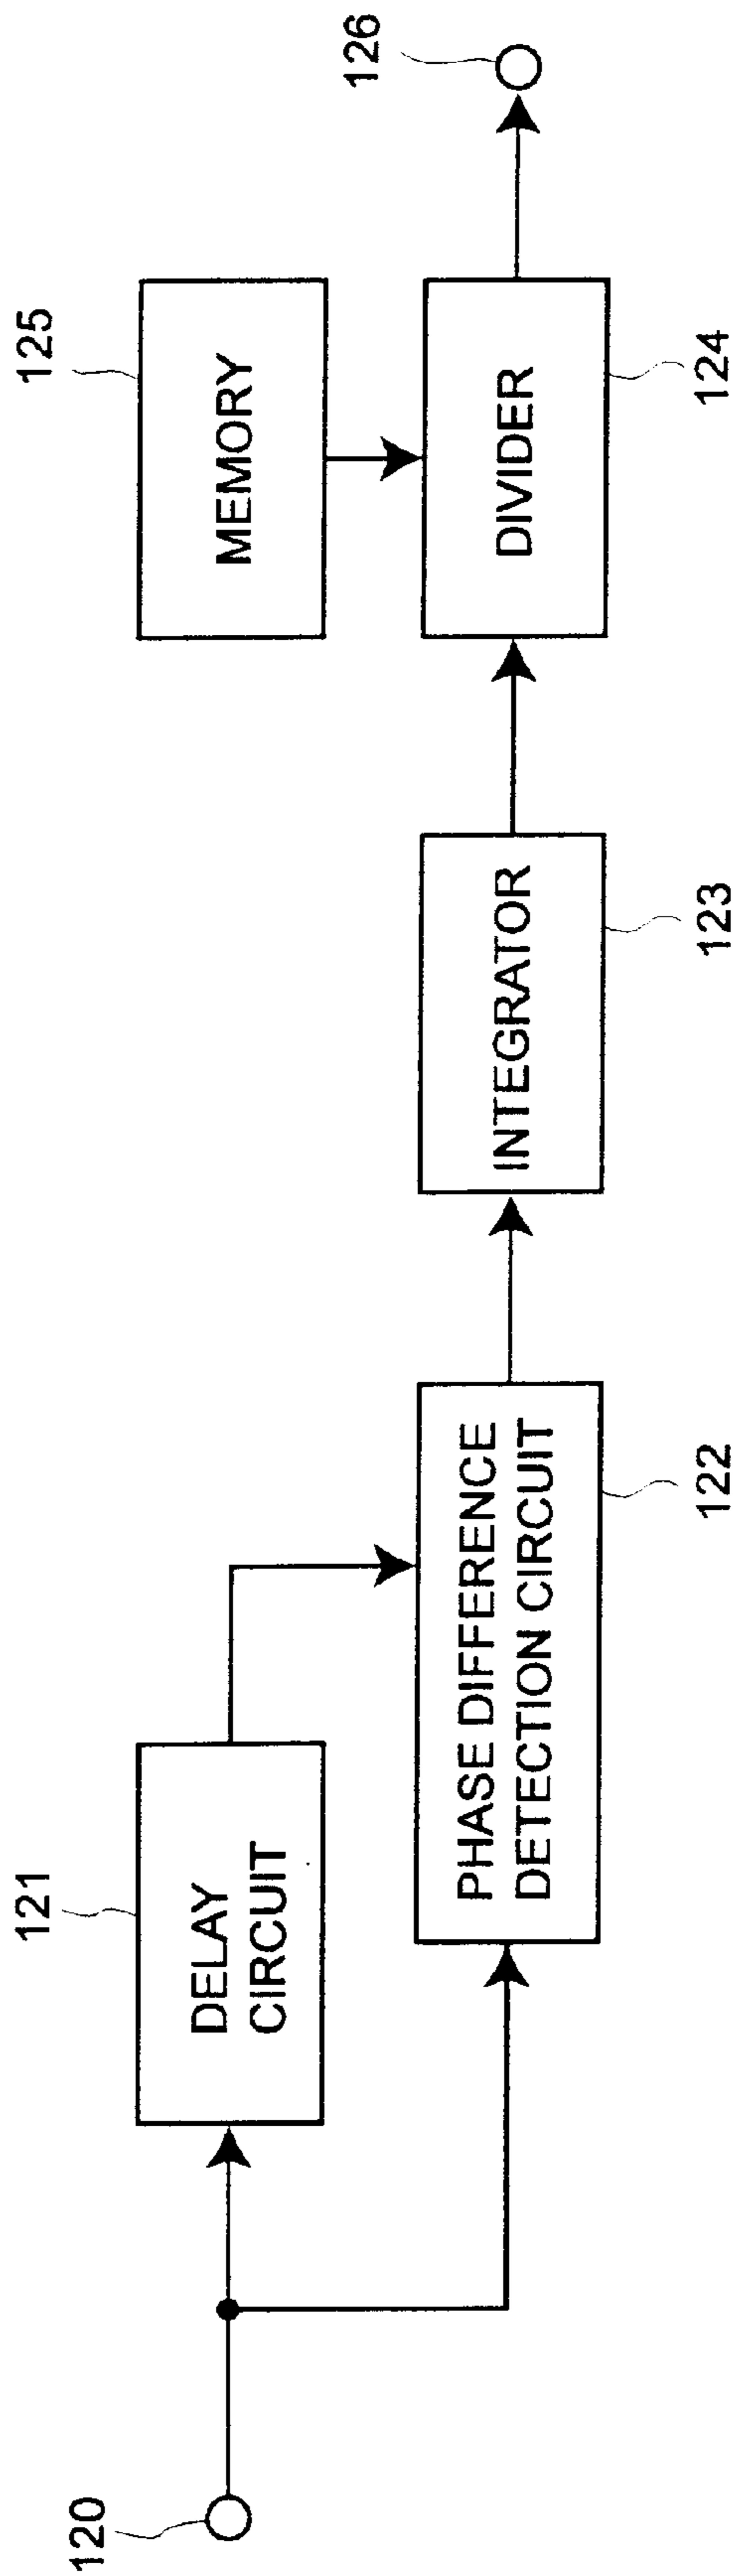 120
121
DELAY
CIRCUIT
PHASE DIFFERENCE
DETECTION CIRCUIT
122
INTEGRATOR
123
125
MEMORY
DIVIDER
124
126